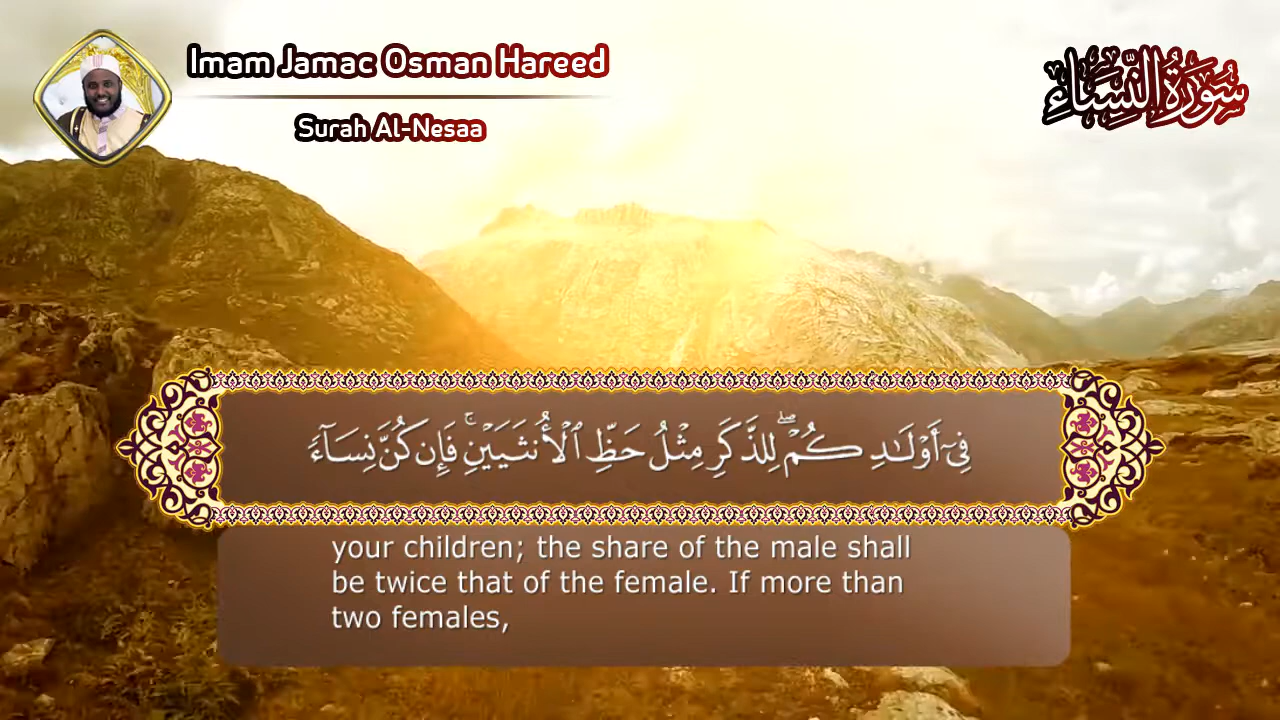 Imam Jamac Osman Hareed
Surah Al-Nesaa
سُورَةُ النِّسَاءِ
فِىٓ أَوْلَـٰدِكُمْ ۖ لِلذَّكَرِ مِثْلُ حَظِّ ٱلْأُنثَيَيْنِ ۚ فَإِن كُنَّ نِسَآءً
your children; the share of the male shall
be twice that of the female. If more than
two females,